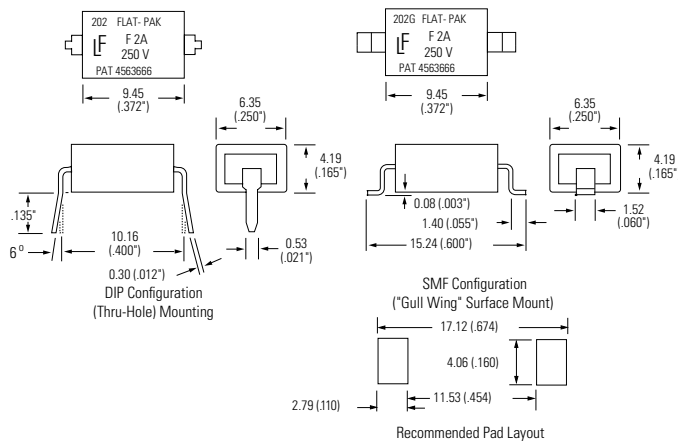 202 FLAT- PAK
LF F 2A
250 V
PAT 4563666
9.45
(.372")
202G FLAT- PAK
LF F 2A
250 V
PAT 4563666
9.45
(.372")
6.35
(.250")
4.19
(.165")
.135"
6°
10.16
(.400")
0.30 (.012")
0.53
(.021")
DIP Configuration
(Thru-Hole) Mounting
6.35
(.250")
4.19
(.165"
0.08 (.003")
1.40 (.055")
15.24 (.600")
1.52
(.060")
SMF Configuration
("Gull Wing" Surface Mount)
17.12 (.674)
4.06 (.160)
2.79 (.110)
11.53 (.454)
Recommended Pad Layout